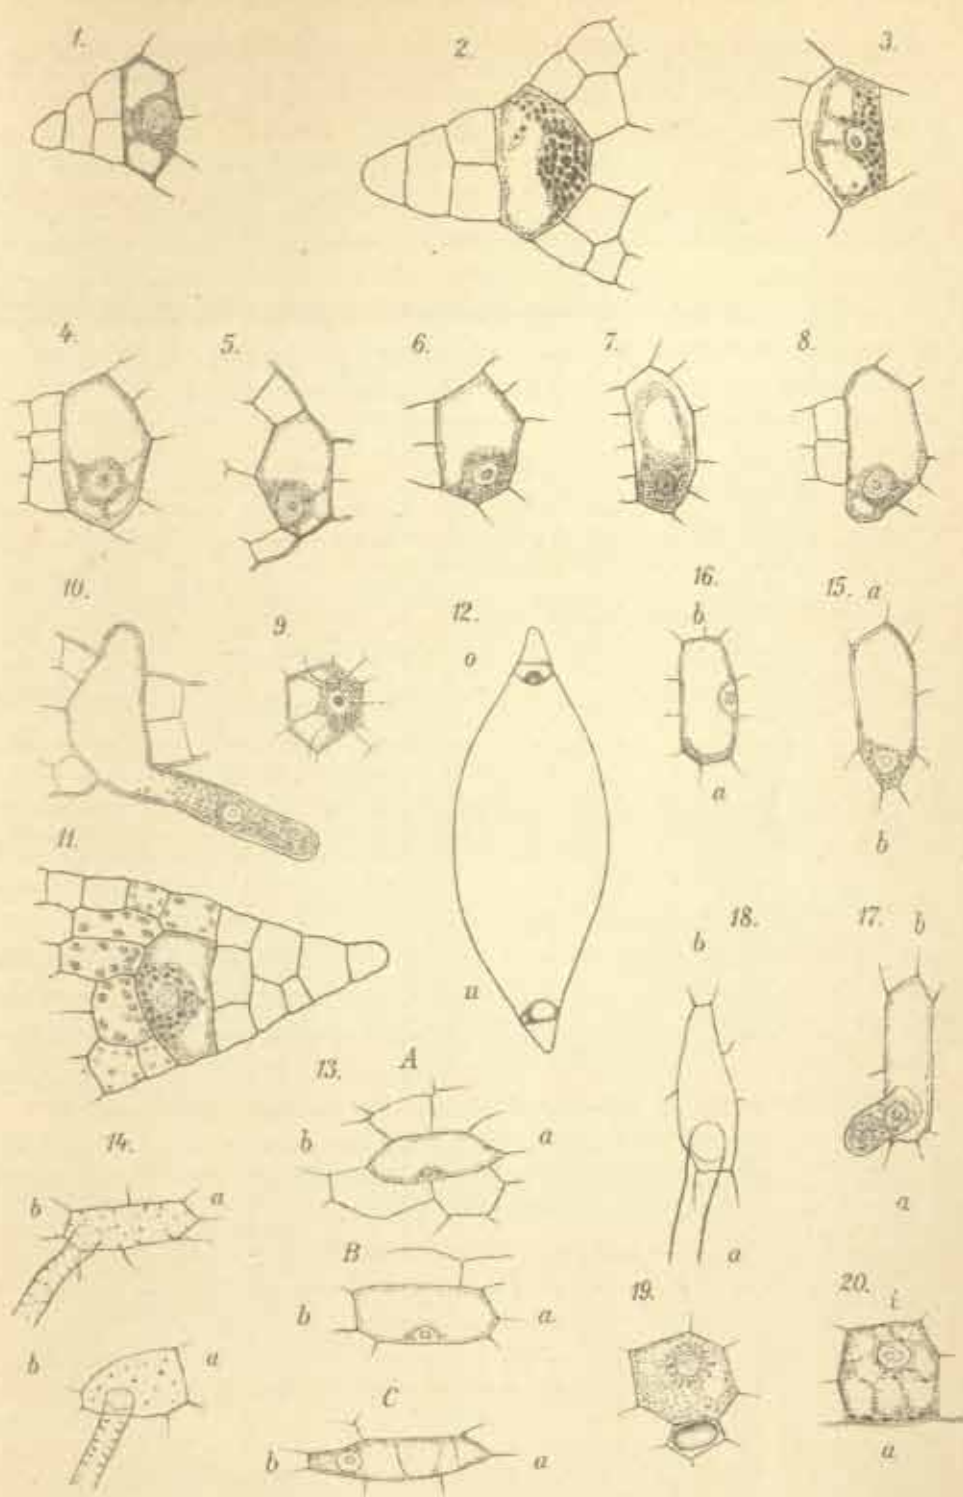 1. 2. 3.
4. 5. 6. 7. 8.
10. 9. 12. 16. 15. a
o b
a b
11. 18. 17. b
u b
13. A
b a
14.
b a
a a
B
b a
19. 20. i
b a
C
b a a